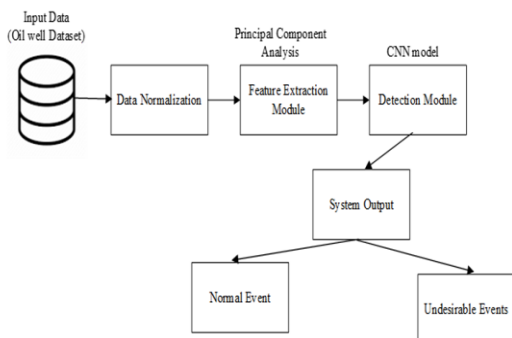 Input Data
(Oil well Dataset)
Principal Component
Analysis
CNN model
Data Normalization
Feature Extraction
Module
Detection Module
System Output
Normal Event
Undesirable Events